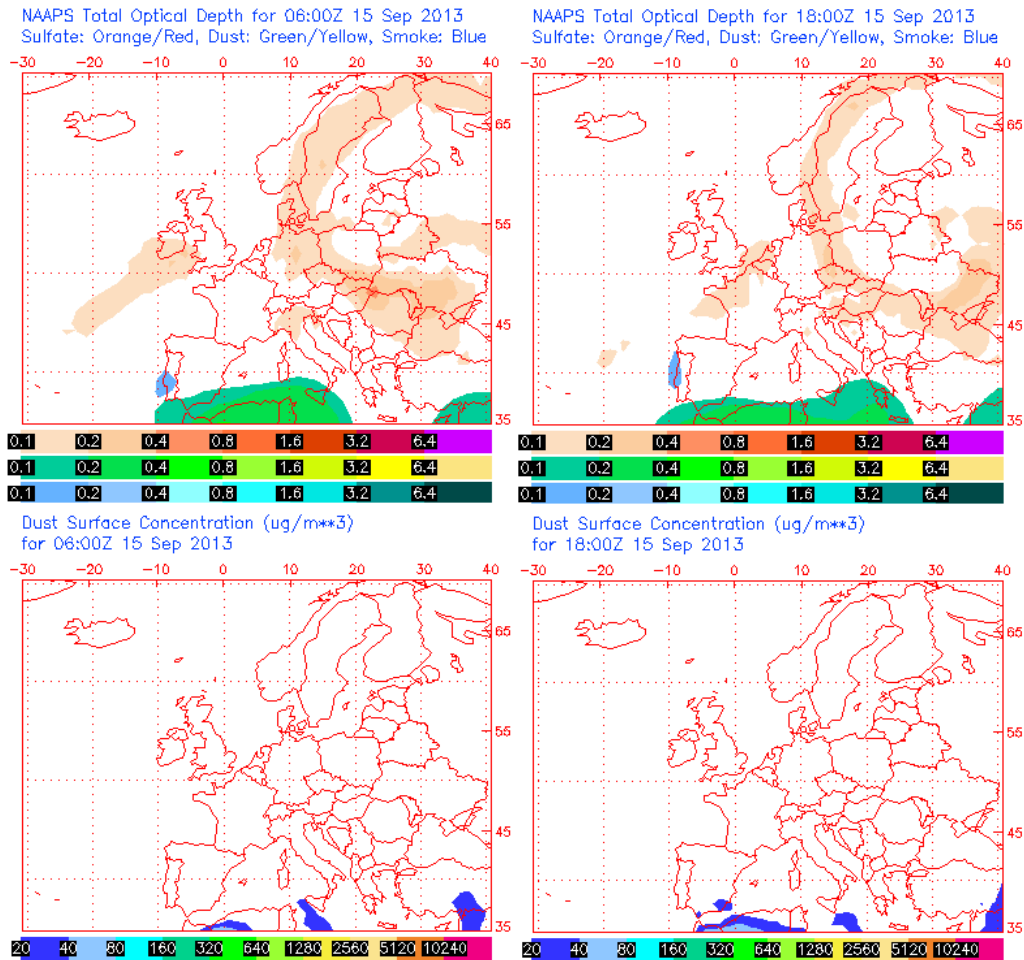 NAAPS Total Optical Depth for 06:00Z 15 Sep 2013
Sulfate: Orange/Red, Dust: Green/Yellow, Smoke: Blue
-30 -20 -10 0 10 20 30 40
65
55
45
35
0.1 0.2 0.4 0.8 1.6 3.2 6.4
0.1 0.2 0.4 0.8 1.6 3.2 6.4
0.1 0.2 0.4 0.8 1.6 3.2 6.4
NAAPS Total Optical Depth for 18:00Z 15 Sep 2013
Sulfate: Orange/Red, Dust: Green/Yellow, Smoke: Blue
-30 -20 -10 0 10 20 30 40
65
55
45
35
0.1 0.2 0.4 0.8 1.6 3.2 6.4
0.1 0.2 0.4 0.8 1.6 3.2 6.4
0.1 0.2 0.4 0.8 1.6 3.2 6.4
Dust Surface Concentration (ug/m**3)
for 06:00Z 15 Sep 2013
-30 -20 -10 0 10 20 30 40
65
55
45
35
20 40 80 160 320 640 1280 2560 5120 10240
Dust Surface Concentration (ug/m**3)
for 18:00Z 15 Sep 2013
-30 -20 -10 0 10 20 30 40
65
55
45
35
20 40 80 160 320 640 1280 2560 5120 10240